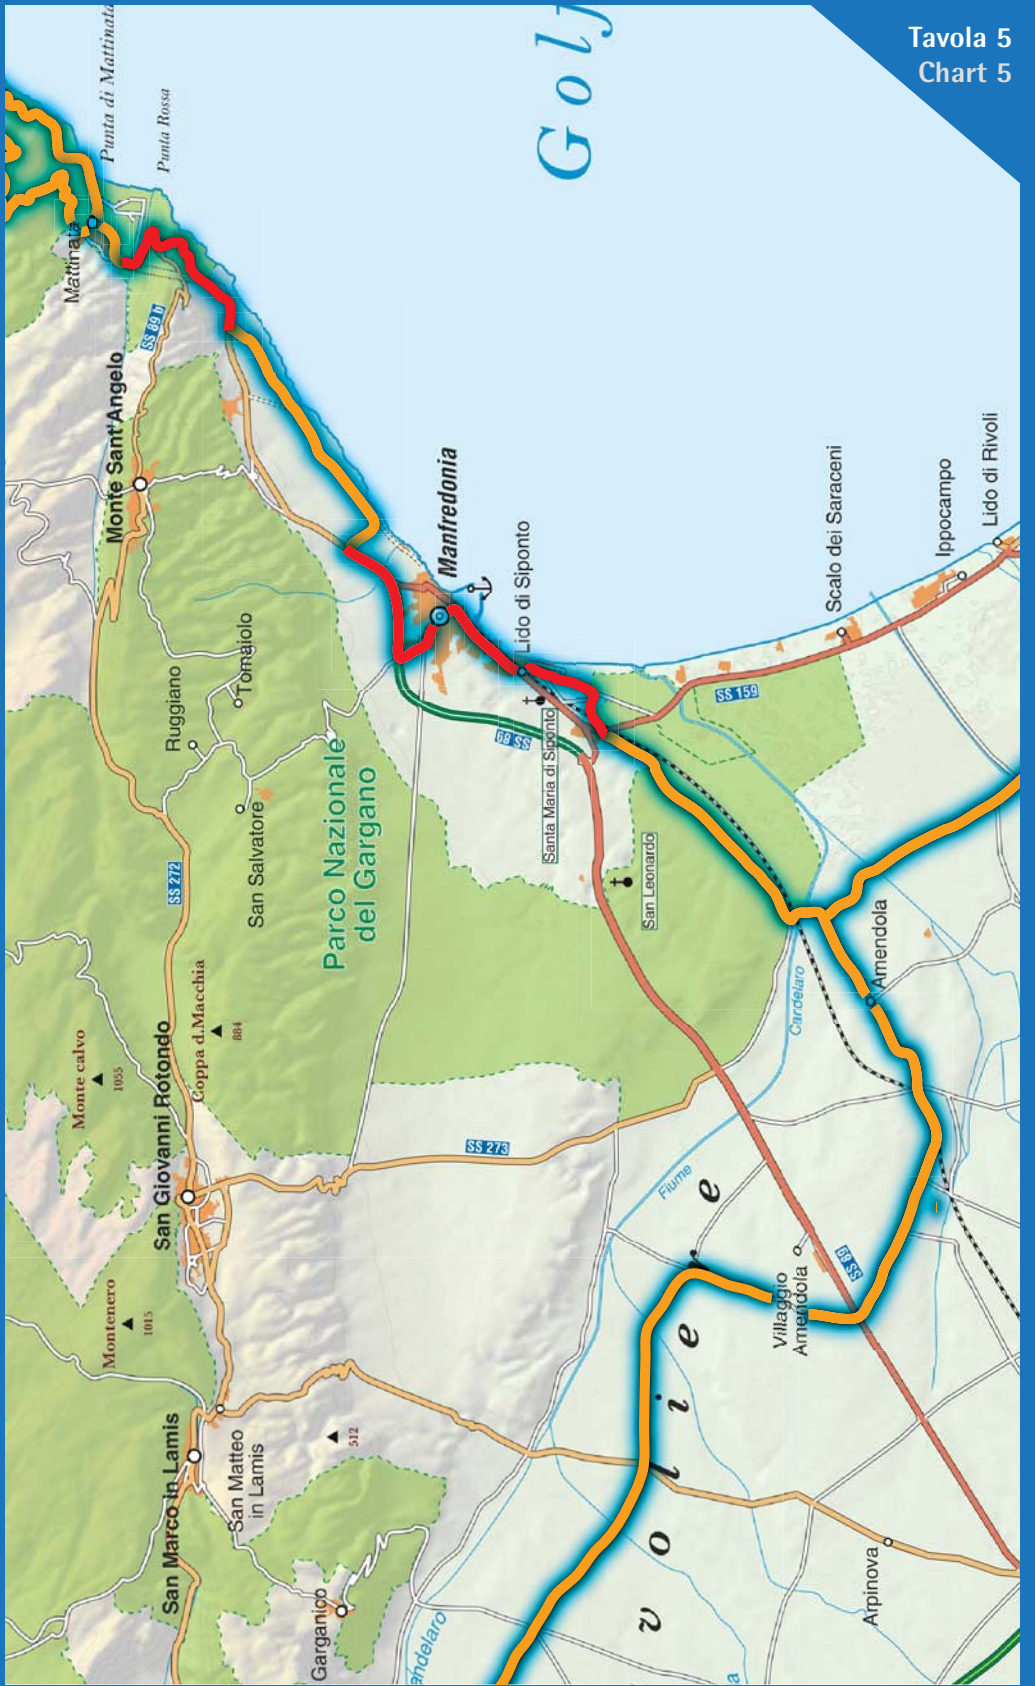 Tavola 5
Chart 5
Golf
Punta di Mattinata
Punta Rossa
Mattinata
SS 89 b
Monte Sant'Angelo
Manfredonia
Lido di Siponto
Scalo dei Saraceni
Ippocampo
Lido di Rivoli
Tomaiolo
Ruggiano
San Salvatore
Parco Nazionale
del Gargano
SS 89
SS 159
Santa Maria di Siponto
San Leonardo
SS 272
Coppa d.Macchia
884
Monte calvo
1055
San Giovanni Rotondo
Amendola
Candelaro
SS 273
Fiume
Montenero
1015
Villaggio
Amendola
SS 89
San Marco in Lamis
San Matteo
in Lamis
512
Garganico
andelaro
Arpinova
voliere
a